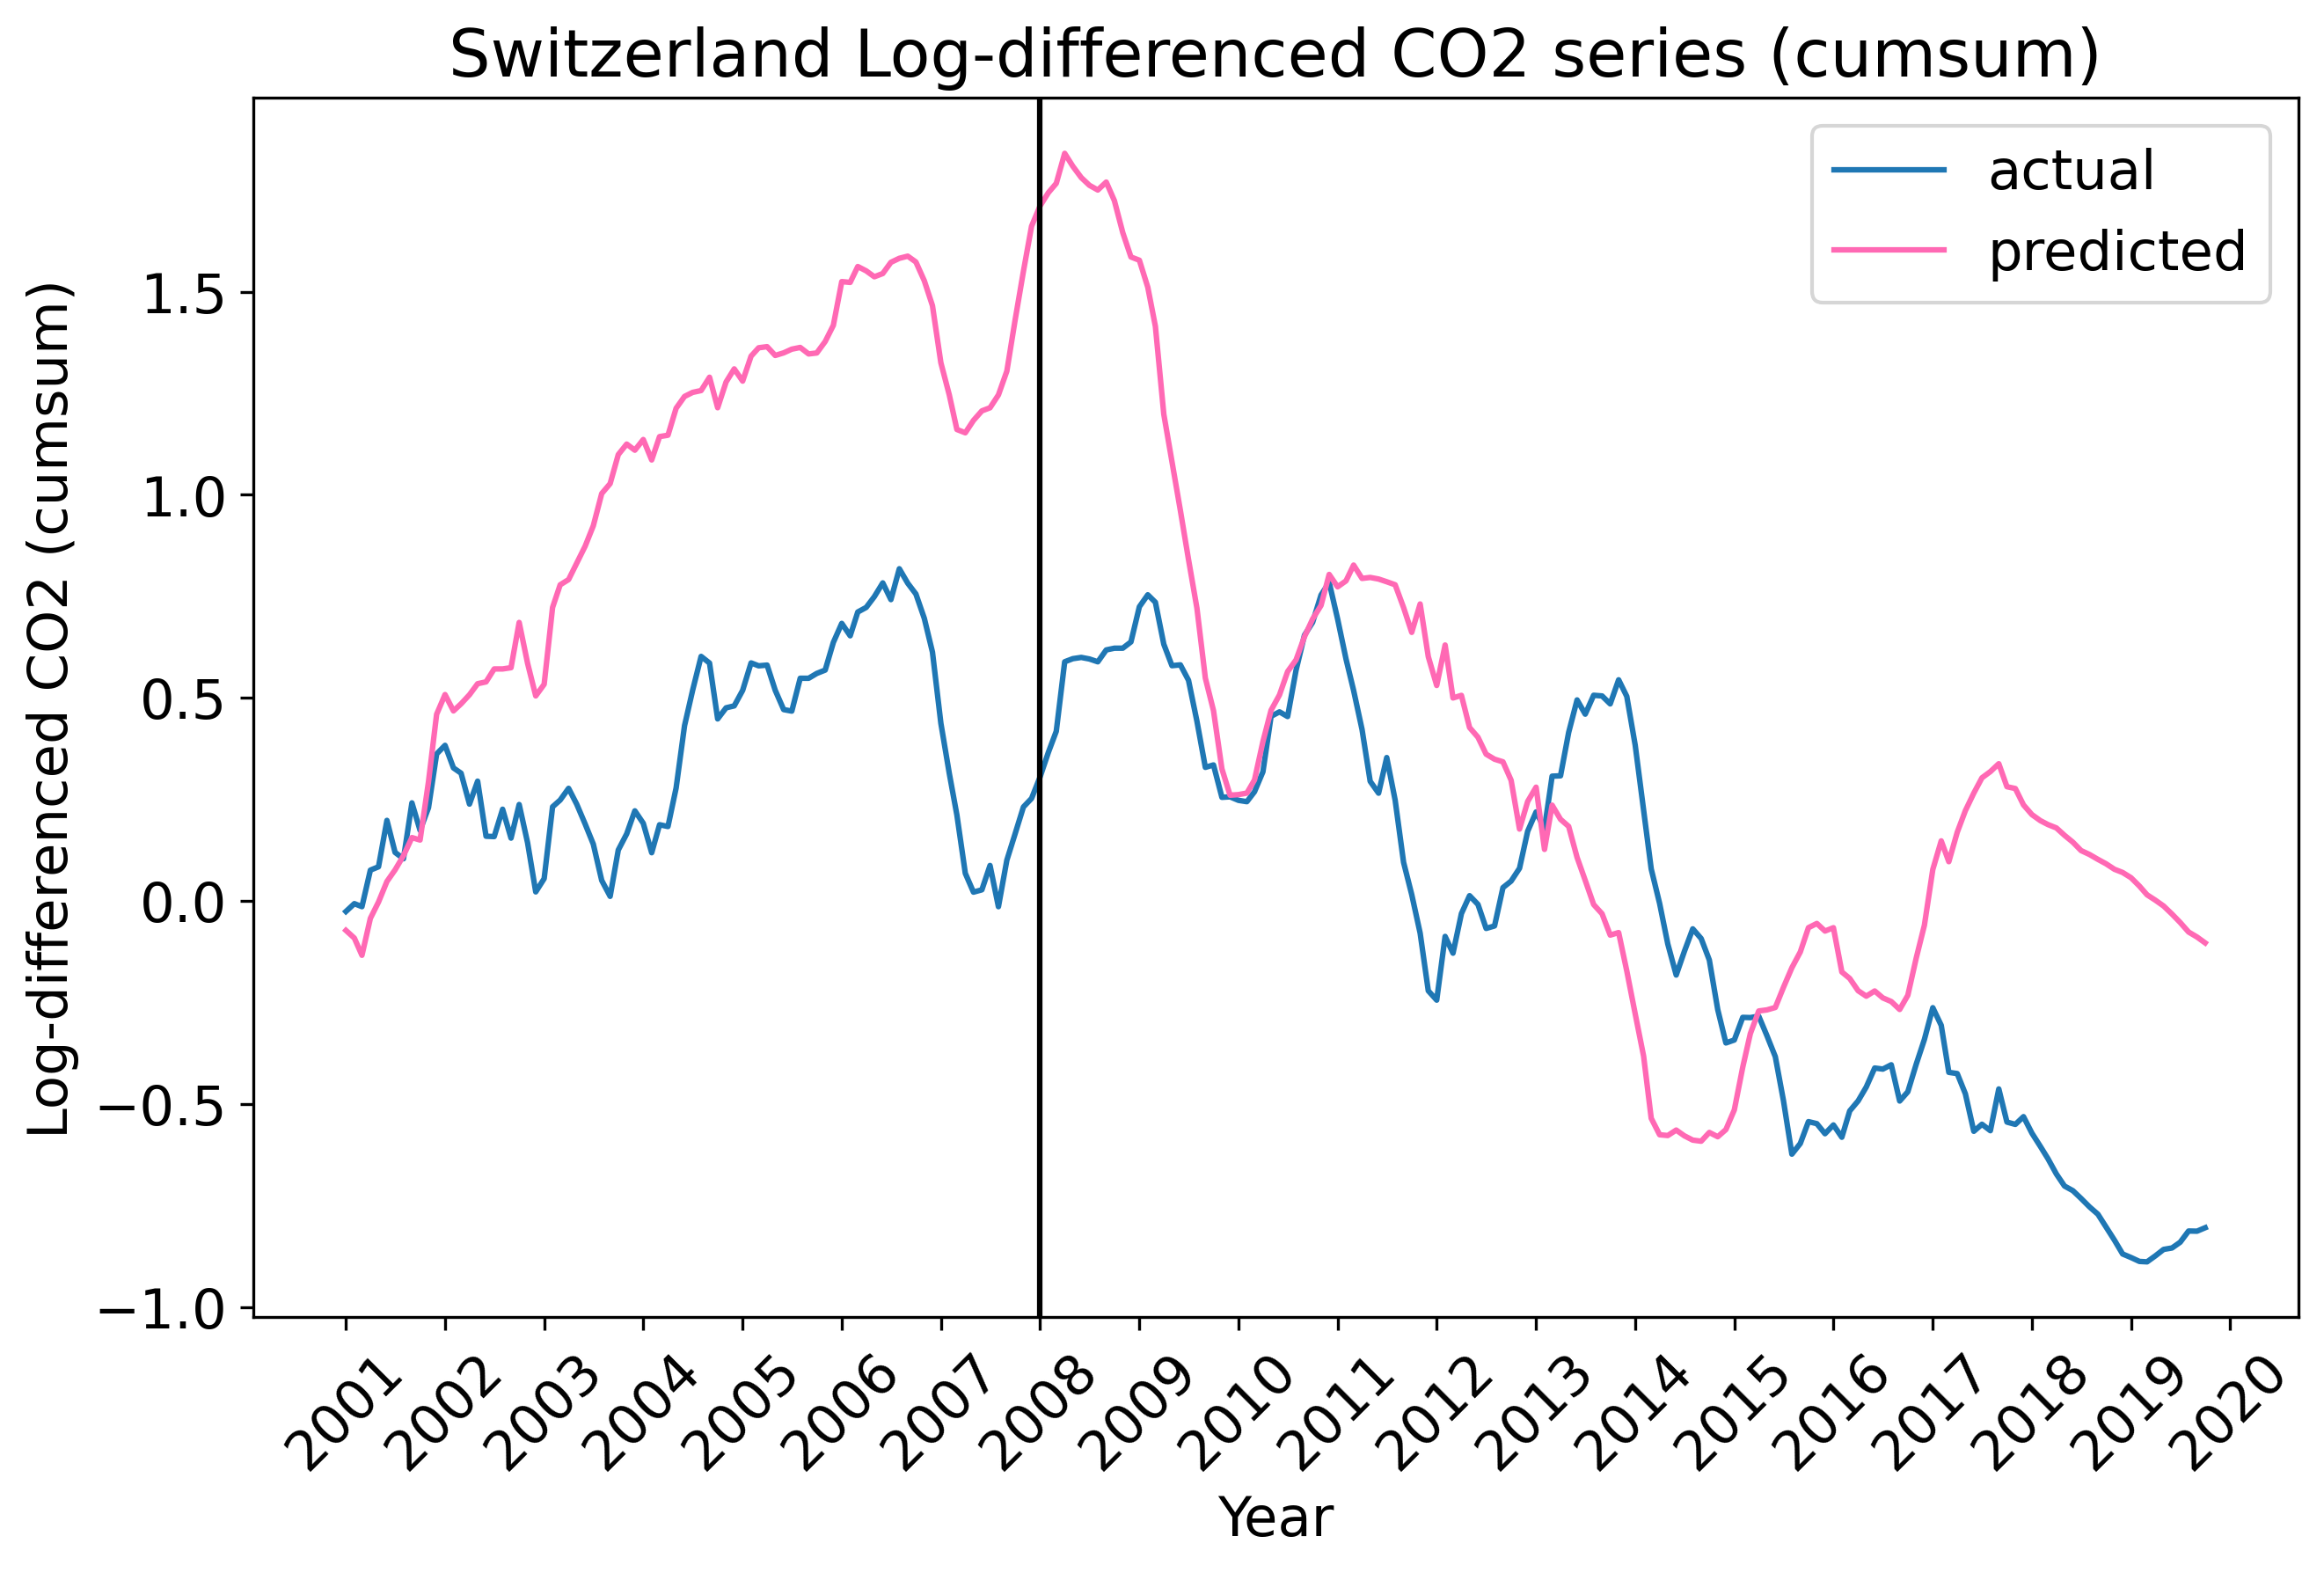 Switzerland Log-differenced CO2 series (cumsum)
actual
predicted
Log-differenced CO2 (cumsum)
1.5
1.0
0.5
0.0
−0.5
−1.0
2001 2002 2003 2004 2005 2006 2007 2008 2009 2010 2011 2012 2013 2014 2015 2016 2017 2018 2019 2020
Year